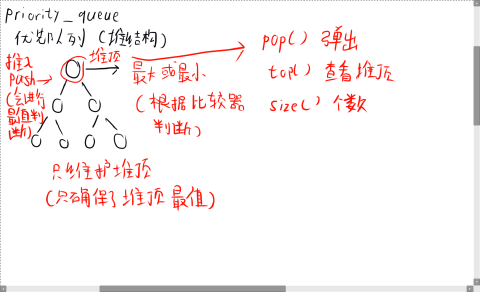 priority_queue
优先队列(堆结构)
堆顶
推入
push
(会进行
最值判
断)
最大或最小
(根据比较器
判断)
pop() 弹出
top() 查看堆顶
size() 个数
只维护堆顶
(只确保了堆顶最值)